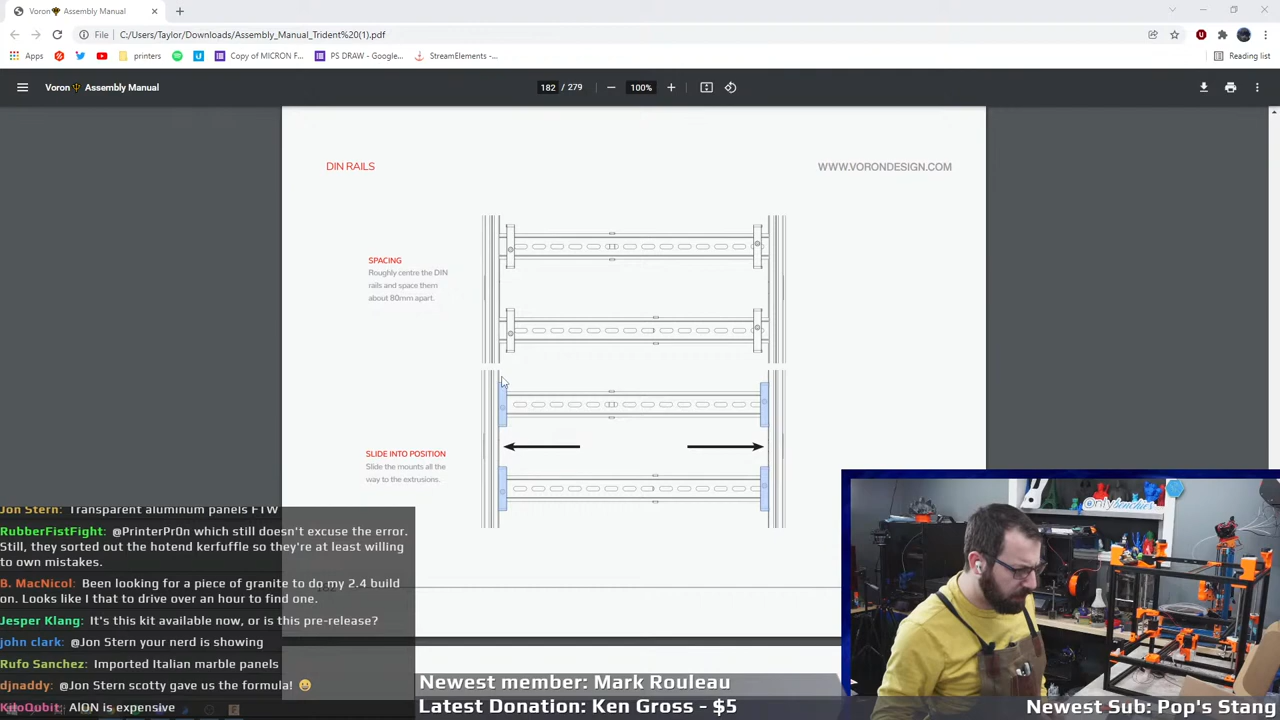 Voron Assembly Manual
File | C:/Users/Taylor/Downloads/Assembly_Manual_Trident%20(1).pdf
Apps printers Copy of MICRON F... PS DRAW - Google... StreamElements -... Reading list
Voron Assembly Manual 182 / 279 100%
DIN RAILS WWW.VORONDESIGN.COM
SPACING
Roughly centre the DIN
rails and space them
about 80mm apart.
SLIDE INTO POSITION
Slide the mounts all the
way to the extrusions.
Jon Stern: Transparent aluminum panels FTW
RubberFistFight: @PrinterPr0n which still doesn't excuse the error.
Still, they sorted out the hotend kerfuffle so they're at least willing
to own mistakes.
B. MacNicol: Been looking for a piece of granite to do my 2.4 build
on. Looks like I that to drive over an hour to find one.
Jesper Klang: It's this kit available now, or is this pre-release?
john clark: @Jon Stern your nerd is showing
Rufo Sanchez: Imported Italian marble panels
djnaddy: @Jon Stern scotty gave us the formula!
KiloQubit: AlON is expensive
Newest member: Mark Rouleau
Latest Donation: Ken Gross - $5
Newest Sub: Pop's Stang